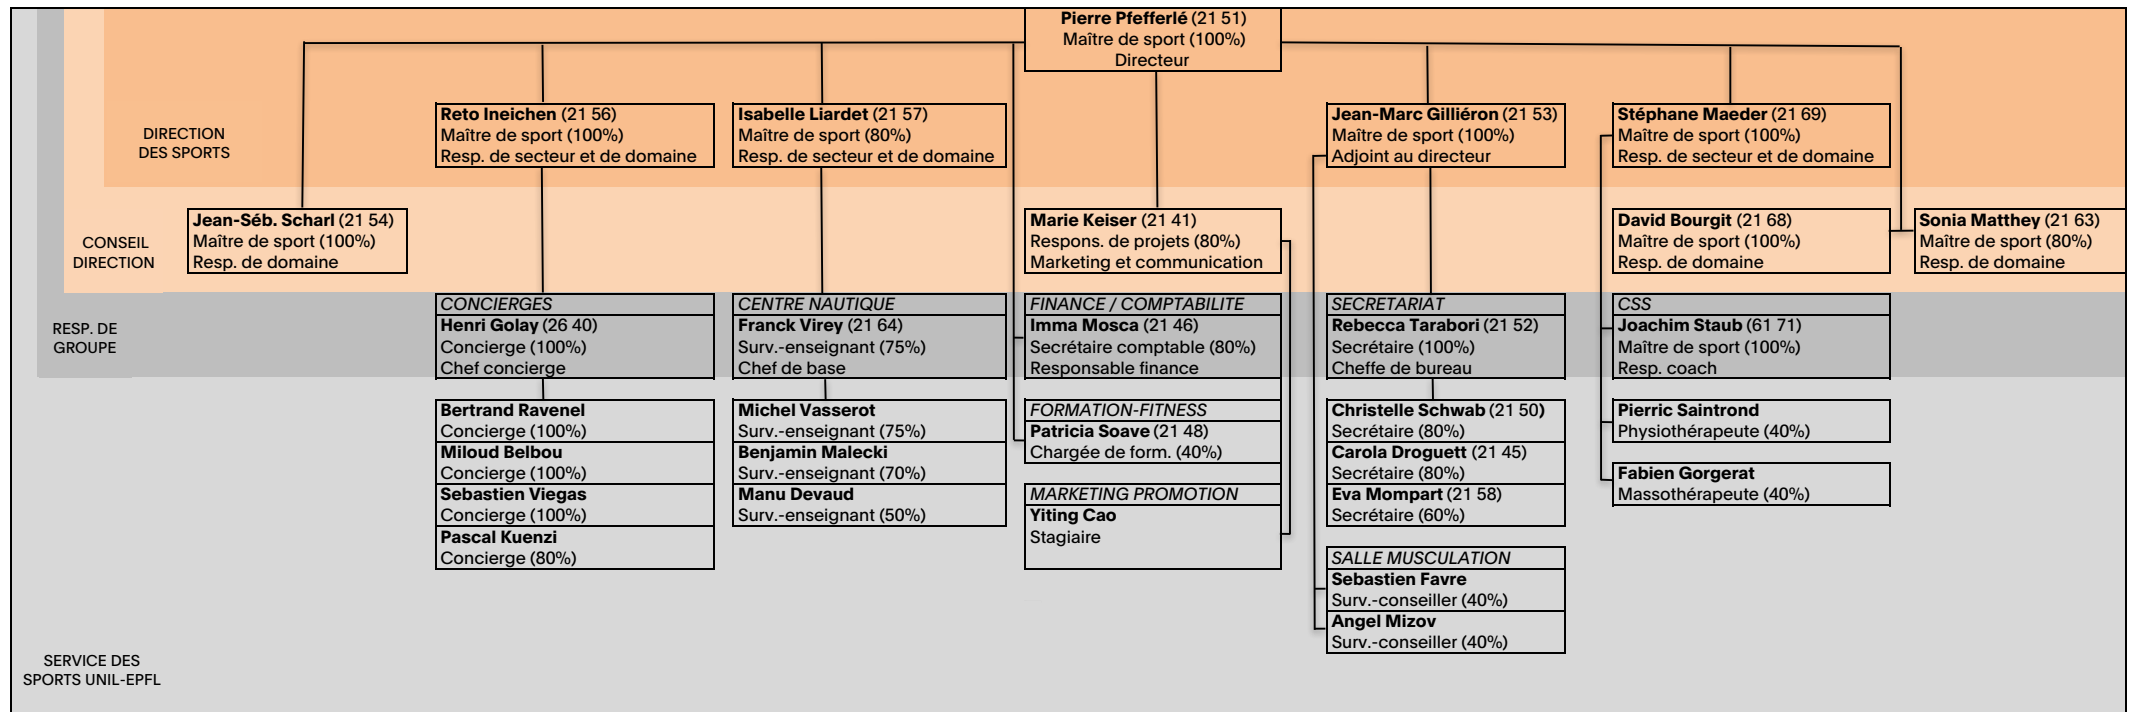 Pierre Pfefferlé (21 51)
Maître de sport (100%)
Directeur
DIRECTION
DES SPORTS
Reto Ineichen (21 56)
Maître de sport (100%)
Resp. de secteur et de domaine
Isabelle Liardet (21 57)
Maître de sport (80%)
Resp. de secteur et de domaine
Jean-Marc Gilliéron (21 53)
Maître de sport (100%)
Adjoint au directeur
Stéphane Maeder (21 69)
Maître de sport (100%)
Resp. de secteur et de domaine
CONSEIL
DIRECTION
Jean-Séb. Scharl (21 54)
Maître de sport (100%)
Resp. de domaine
Marie Keiser (21 41)
Respons. de projets (80%)
Marketing et communication
David Bourgit (21 68)
Maître de sport (100%)
Resp. de domaine
Sonia Matthey (21 63)
Maître de sport (80%)
Resp. de domaine
RESP. DE
GROUPE
CONCIERGES
Henri Golay (26 40)
Concierge (100%)
Chef concierge
CENTRE NAUTIQUE
Franck Virey (21 64)
Surv.-enseignant (75%)
Chef de base
FINANCE / COMPTABILITE
Imma Mosca (21 46)
Secrétaire comptable (80%)
Responsable finance
SECRETARIAT
Rebecca Tarabori (21 52)
Secrétaire (100%)
Cheffe de bureau
CSS
Joachim Staub (61 71)
Maître de sport (100%)
Resp. coach
Bertrand Ravenel
Concierge (100%)
Miloud Belbou
Concierge (100%)
Sebastien Viegas
Concierge (100%)
Pascal Kuenzi
Concierge (80%)
Michel Vasserot
Surv.-enseignant (75%)
Benjamin Malecki
Surv.-enseignant (70%)
Manu Devaud
Surv.-enseignant (50%)
FORMATION-FITNESS
Patricia Soave (21 48)
Chargée de form. (40%)
MARKETING PROMOTION
Yiting Cao
Stagiaire
Christelle Schwab (21 50)
Secrétaire (80%)
Carola Droguett (21 45)
Secrétaire (80%)
Eva Mompart (21 58)
Secrétaire (60%)
SALLE MUSCULATION
Sebastien Favre
Surv.-conseiller (40%)
Angel Mizov
Surv.-conseiller (40%)
Pierric Saintrond
Physiothérapeute (40%)
Fabien Gorgerat
Massothérapeute (40%)
SERVICE DES
SPORTS UNIL-EPFL